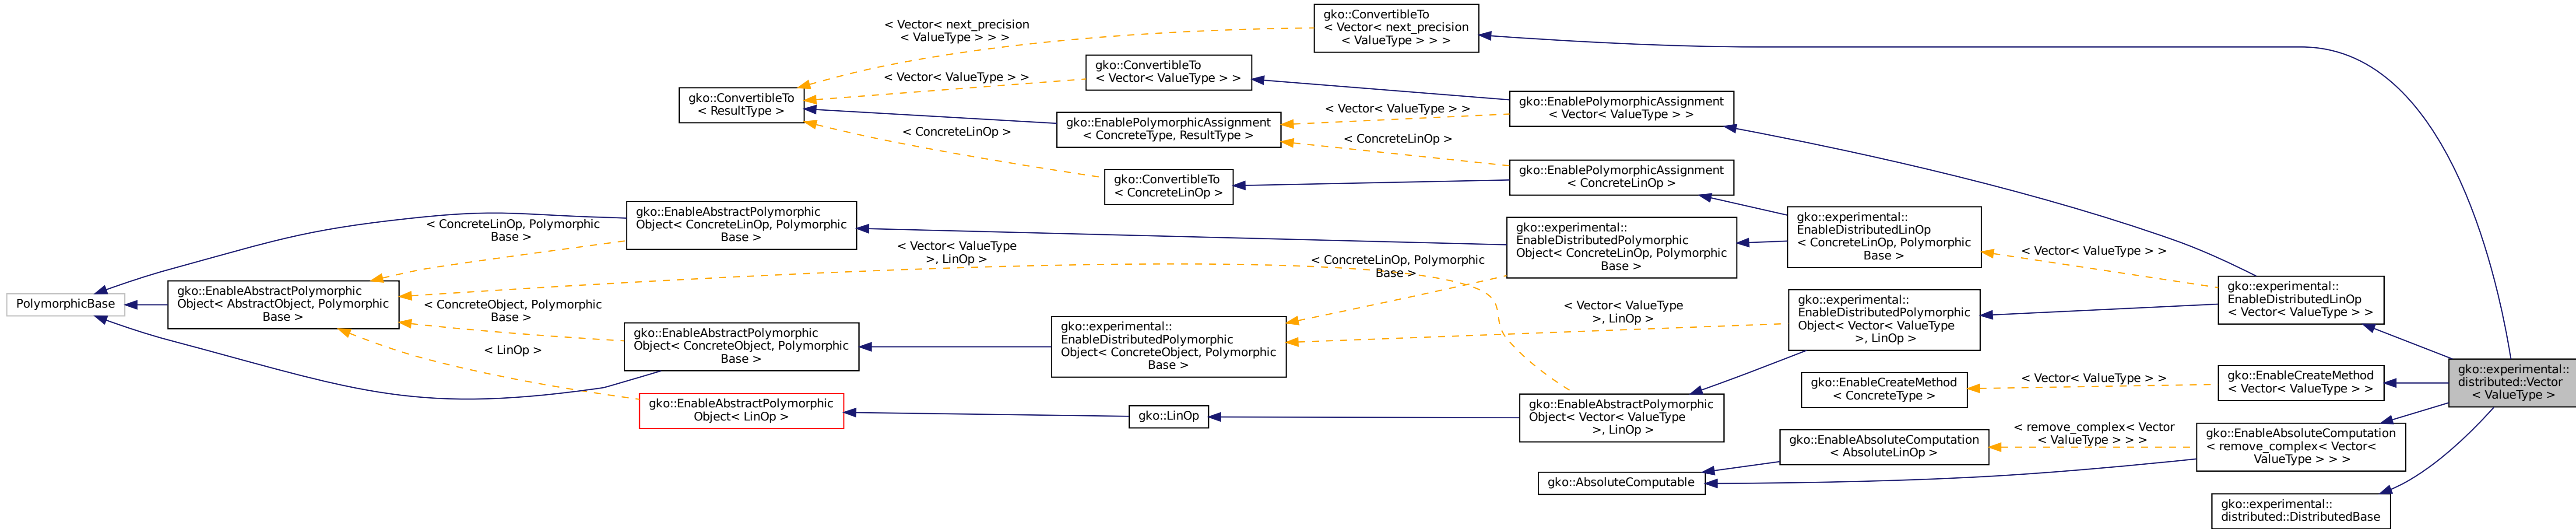 PolymorphicBase
gko::EnableAbstractPolymorphic
Object< AbstractObject, Polymorphic
Base >
< ConcreteLinOp, Polymorphic
Base >
< ConcreteObject, Polymorphic
Base >
< LinOp >
gko::ConvertibleTo
< ResultType >
gko::EnableAbstractPolymorphic
Object< ConcreteLinOp, Polymorphic
Base >
gko::EnableAbstractPolymorphic
Object< ConcreteObject, Polymorphic
Base >
gko::EnableAbstractPolymorphic
Object< LinOp >
< Vector< next_precision
< ValueType > > >
< Vector< ValueType > >
< ConcreteLinOp >
< Vector< ValueType
>, LinOp >
gko::ConvertibleTo
< Vector< ValueType > >
gko::EnablePolymorphicAssignment
< ConcreteType, ResultType >
gko::ConvertibleTo
< ConcreteLinOp >
gko::experimental::
EnableDistributedPolymorphic
Object< ConcreteObject, Polymorphic
Base >
gko::LinOp
gko::ConvertibleTo
< Vector< next_precision
< ValueType > > >
< Vector< ValueType > >
< ConcreteLinOp >
< ConcreteLinOp, Polymorphic
Base >
gko::EnablePolymorphicAssignment
< Vector< ValueType > >
gko::EnablePolymorphicAssignment
< ConcreteLinOp >
gko::experimental::
EnableDistributedPolymorphic
Object< ConcreteLinOp, Polymorphic
Base >
< Vector< ValueType
>, LinOp >
gko::EnableAbstractPolymorphic
Object< Vector< ValueType
>, LinOp >
gko::AbsoluteComputable
gko::experimental::
EnableDistributedLinOp
< ConcreteLinOp, Polymorphic
Base >
gko::experimental::
EnableDistributedPolymorphic
Object< Vector< ValueType
>, LinOp >
gko::EnableCreateMethod
< ConcreteType >
gko::EnableAbsoluteComputation
< AbsoluteLinOp >
< Vector< ValueType > >
< Vector< ValueType > >
< remove_complex< Vector
< ValueType > > >
gko::experimental::
EnableDistributedLinOp
< Vector< ValueType > >
gko::EnableCreateMethod
< Vector< ValueType > >
gko::EnableAbsoluteComputation
< remove_complex< Vector<
ValueType > > >
gko::experimental::
distributed::DistributedBase
gko::experimental::
distributed::Vector
< ValueType >